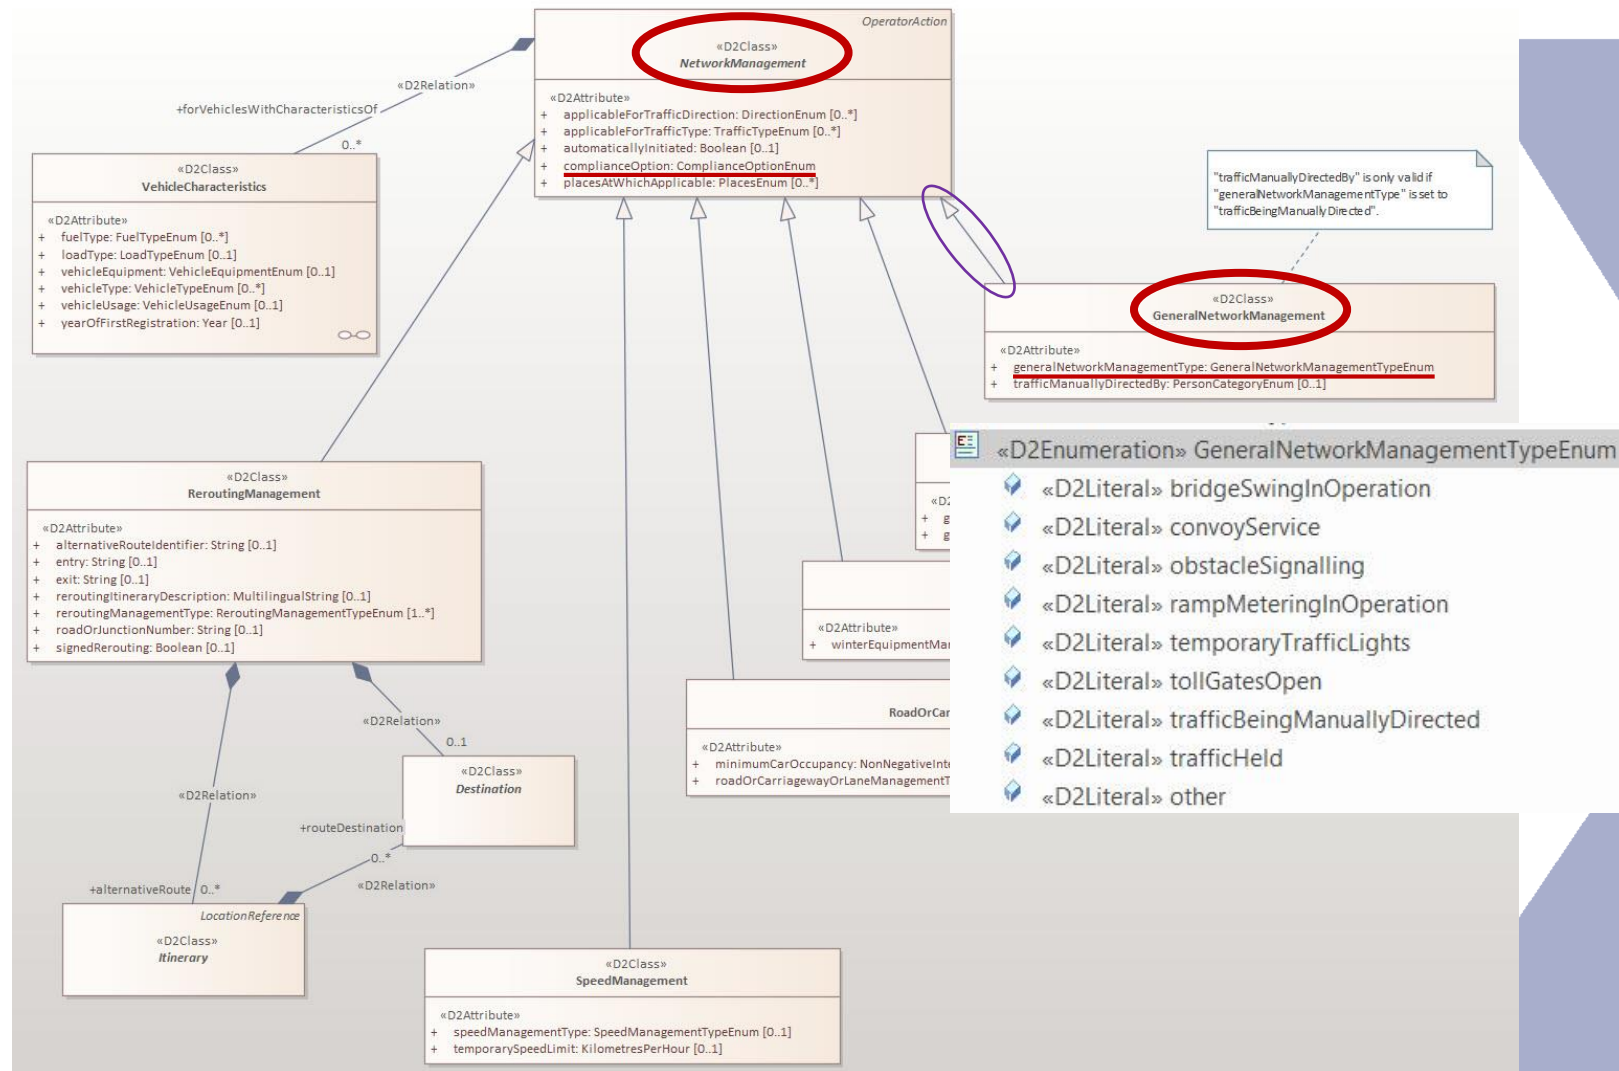 OperatorAction
«D2Class»
NetworkManagement
«D2Attribute»
+ applicableForTrafficDirection: DirectionEnum [0..*]
+ applicableForTrafficType: TrafficTypeEnum [0..*]
+ automaticallyInitiated: Boolean [0..1]
+ complianceOption: ComplianceOptionEnum
+ placesAtWhichApplicable: PlacesEnum [0..*]
«D2Relation»
+forVehiclesWithCharacteristicsOf
0..*
«D2Class»
VehicleCharacteristics
«D2Attribute»
+ fuelType: FuelTypeEnum [0..*]
+ loadType: LoadTypeEnum [0..1]
+ vehicleEquipment: VehicleEquipmentEnum [0..1]
+ vehicleType: VehicleTypeEnum [0..*]
+ vehicleUsage: VehicleUsageEnum [0..1]
+ yearOfFirstRegistration: Year [0..1]
"trafficManuallyDirectedBy" is only valid if
"generalNetworkManagementType" is set to
"trafficBeingManuallyDirected".
«D2Class»
GeneralNetworkManagement
«D2Attribute»
+ generalNetworkManagementType: GeneralNetworkManagementTypeEnum
+ trafficManuallyDirectedBy: PersonCategoryEnum [0..1]
«D2Enumeration» GeneralNetworkManagementTypeEnum
«D2Literal» bridgeSwingInOperation
«D2Literal» convoyService
«D2Literal» obstacleSignalling
«D2Literal» rampMeteringInOperation
«D2Literal» temporaryTrafficLights
«D2Literal» tollGatesOpen
«D2Literal» trafficBeingManuallyDirected
«D2Literal» trafficHeld
«D2Literal» other
«D2
+ g
+ g
«D2Attribute»
+ winterEquipmentMa
RoadOrCar
«D2Attribute»
+ minimumCarOccupancy: NonNegativeInte
+ roadOrCarriagewayOrLaneManagementT
«D2Class»
ReroutingManagement
«D2Attribute»
+ alternativeRouteIdentifier: String [0..1]
+ entry: String [0..1]
+ exit: String [0..1]
+ reroutingItineraryDescription: MultilingualString [0..1]
+ reroutingManagementType: ReroutingManagementTypeEnum [1..*]
+ roadOrJunctionNumber: String [0..1]
+ signedRerouting: Boolean [0..1]
«D2Relation»
0..1
«D2Class»
Destination
«D2Relation»
+routeDestination
0..*
«D2Relation»
+alternativeRoute 0..*
LocationReference
«D2Class»
Itinerary
«D2Class»
SpeedManagement
«D2Attribute»
+ speedManagementType: SpeedManagementTypeEnum [0..1]
+ temporarySpeedLimit: KilometresPerHour [0..1]